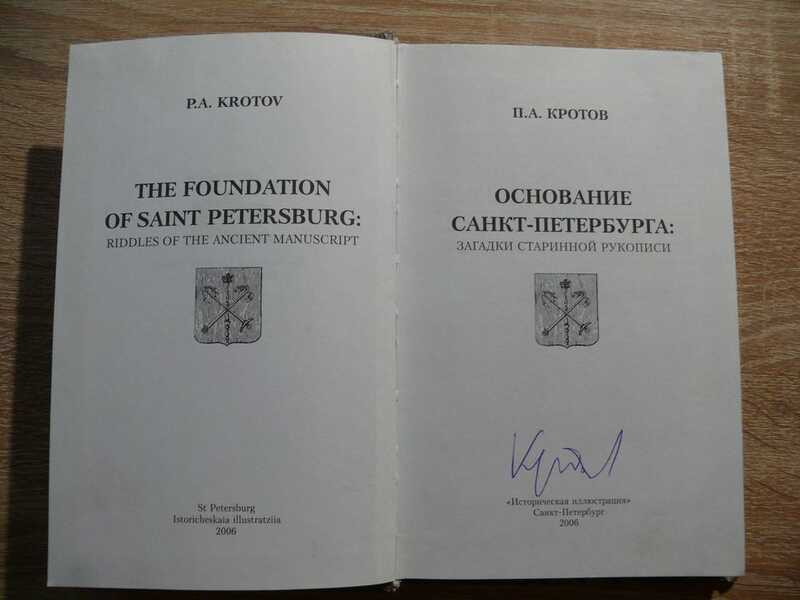 P.A. KROTOV
THE FOUNDATION
OF SAINT PETERSBURG:
RIDDLES OF THE ANCIENT MANUSCRIPT
St Petersburg
Istoricheskaia illustratziia
2006
П.А. КРОТОВ
ОСНОВАНИЕ
САНКТ-ПЕТЕРБУРГА:
ЗАГАДКИ СТАРИННОЙ РУКОПИСИ
«Историческая иллюстрация»
Санкт-Петербург
2006